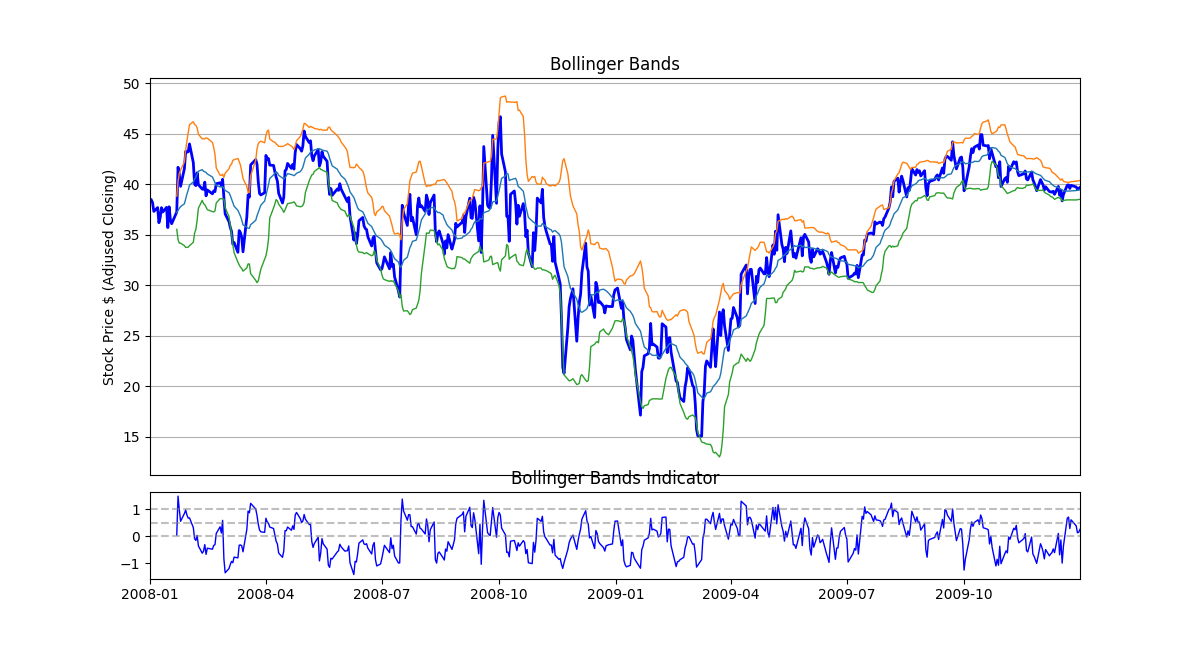 Bollinger Bands
50
45
40
35
30
25
20
15
Stock Price $ (Adjused Closing)
Bollinger Bands Indicator
1
0
−1
2008-01 2008-04 2008-07 2008-10 2009-01 2009-04 2009-07 2009-10